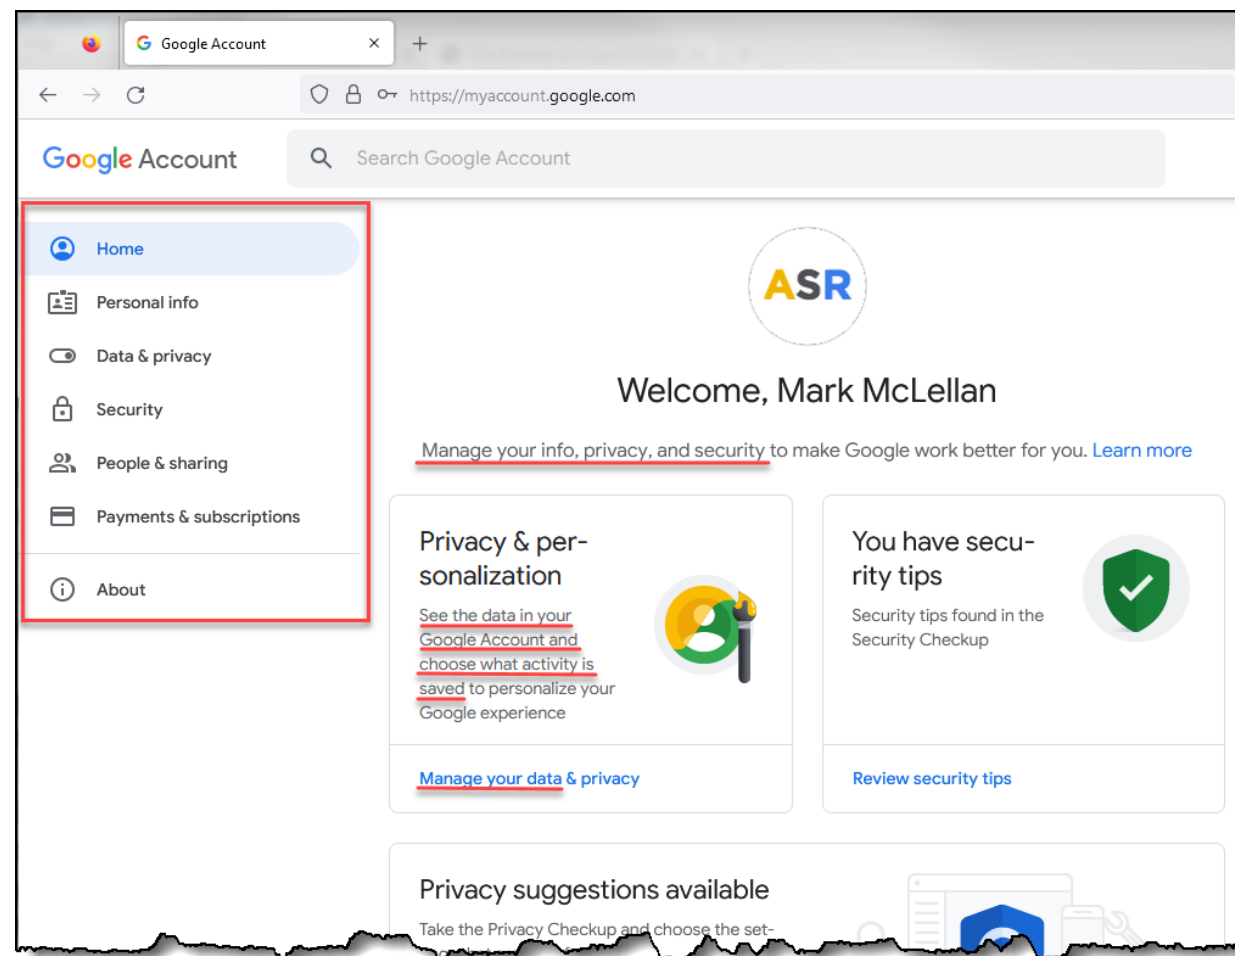 Google Account
https://myaccount.google.com
Google Account
Search Google Account
Home
Personal info
Data & privacy
Security
People & sharing
Payments & subscriptions
About
ASR
Welcome, Mark McLellan
Manage your info, privacy, and security to make Google work better for you. Learn more
Privacy & per-
sonalization
See the data in your
Google Account and
choose what activity is
saved to personalize your
Google experience
Manage your data & privacy
You have secu-
rity tips
Security tips found in the
Security Checkup
Review security tips
Privacy suggestions available
Take the Privacy Checkup and choose the set-